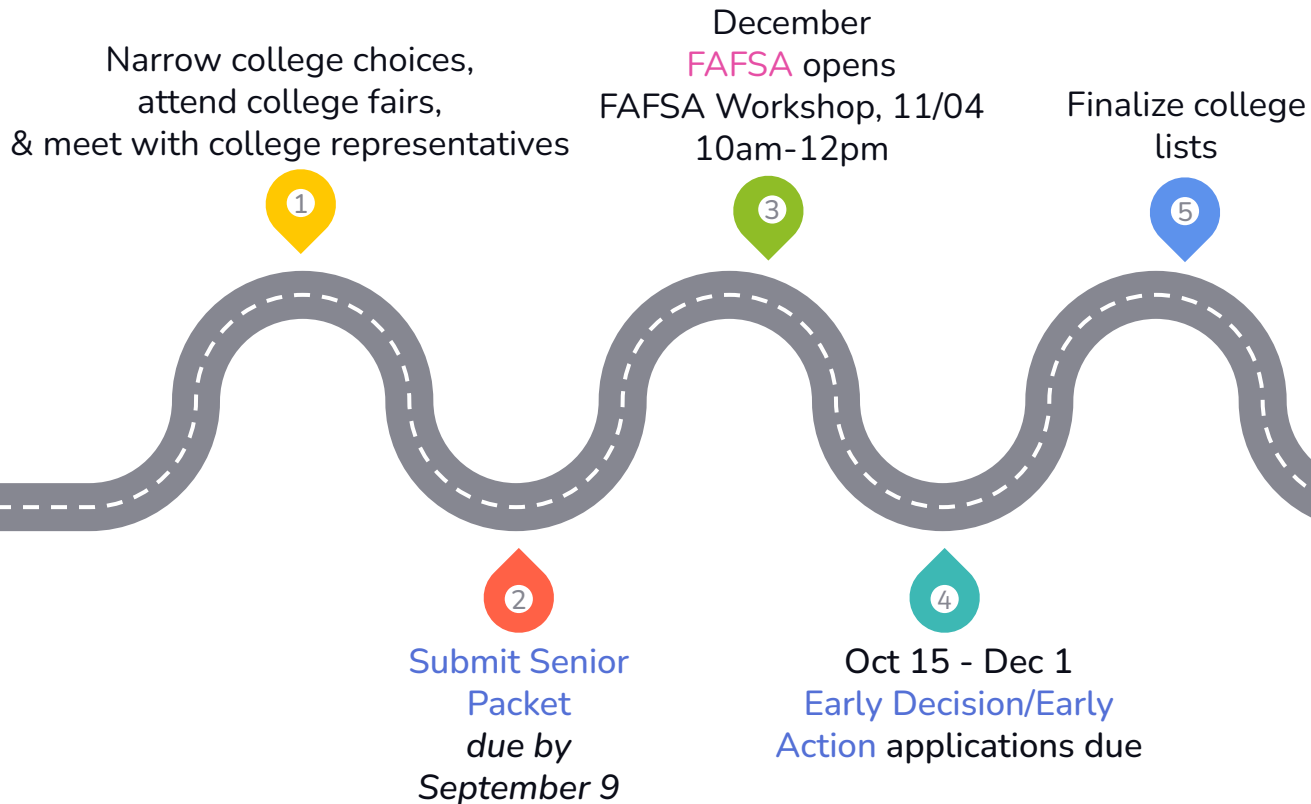 Narrow college choices,
attend college fairs,
& meet with college representatives
1
Submit Senior
Packet
due by
September 9
2
December
FAFSA opens
FAFSA Workshop, 11/04
10am-12pm
3
Oct 15 - Dec 1
Early Decision/Early
Action applications due
4
Finalize college
lists
5